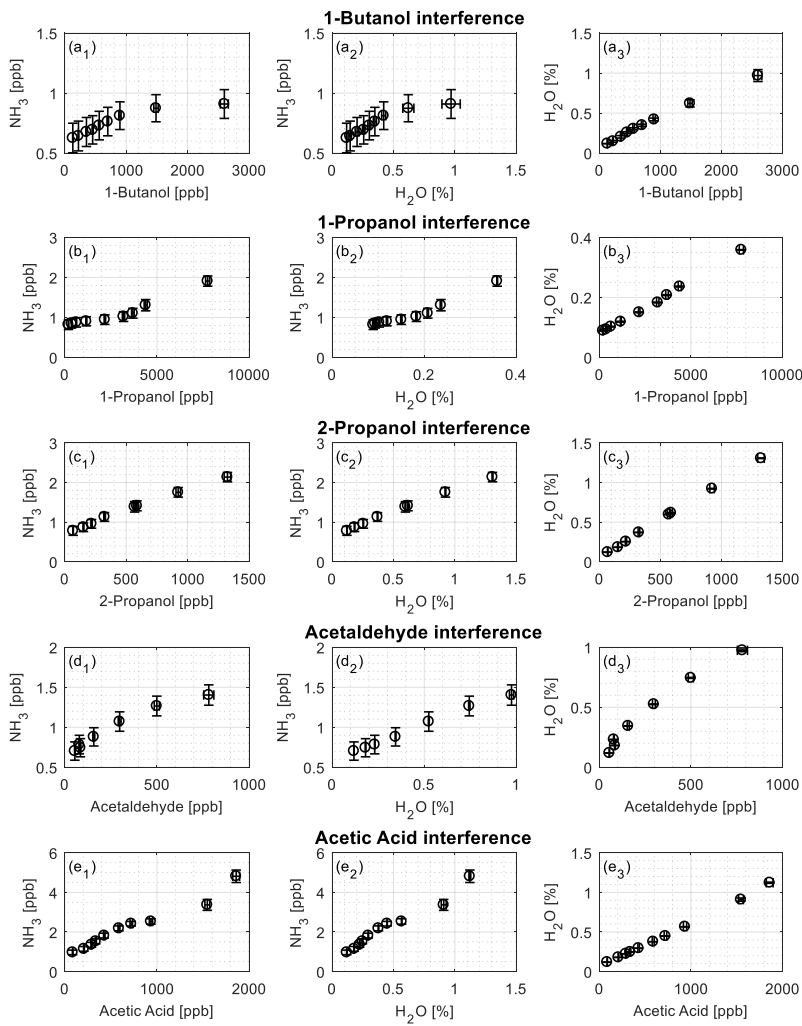 1-Butanol interference
(a1)
NH3 [ppb]
1.5
1
0.5
0
1000
2000
3000
1-Butanol [ppb]
(a2)
NH3 [ppb]
1.5
1
0.5
0
0.5
1
1.5
H2O [%]
(a3)
H2O [%]
1.5
1
0.5
0
0
1000
2000
3000
1-Butanol [ppb]
1-Propanol interference
(b1)
NH3 [ppb]
3
2
1
0
0
5000
10000
1-Propanol [ppb]
(b2)
NH3 [ppb]
3
2
1
0
0
0.2
0.4
H2O [%]
(b3)
H2O [%]
0.4
0.2
0
0
5000
10000
1-Propanol [ppb]
2-Propanol interference
(c1)
NH3 [ppb]
3
2
1
0
0
500
1000
1500
2-Propanol [ppb]
(c2)
NH3 [ppb]
3
2
1
0
0
0.5
1
1.5
H2O [%]
(c3)
H2O [%]
1.5
1
0.5
0
0
500
1000
1500
2-Propanol [ppb]
Acetaldehyde interference
(d1)
NH3 [ppb]
2
1.5
1
0.5
0
500
1000
Acetaldehyde [ppb]
(d2)
NH3 [ppb]
2
1.5
1
0.5
0
0.5
1
H2O [%]
(d3)
H2O [%]
1
0.5
0
0
500
1000
Acetaldehyde [ppb]
Acetic Acid interference
(e1)
NH3 [ppb]
6
4
2
0
0
1000
2000
Acetic Acid [ppb]
(e2)
NH3 [ppb]
6
4
2
0
0
0.5
1
1.5
H2O [%]
(e3)
H2O [%]
1.5
1
0.5
0
0
1000
2000
Acetic Acid [ppb]